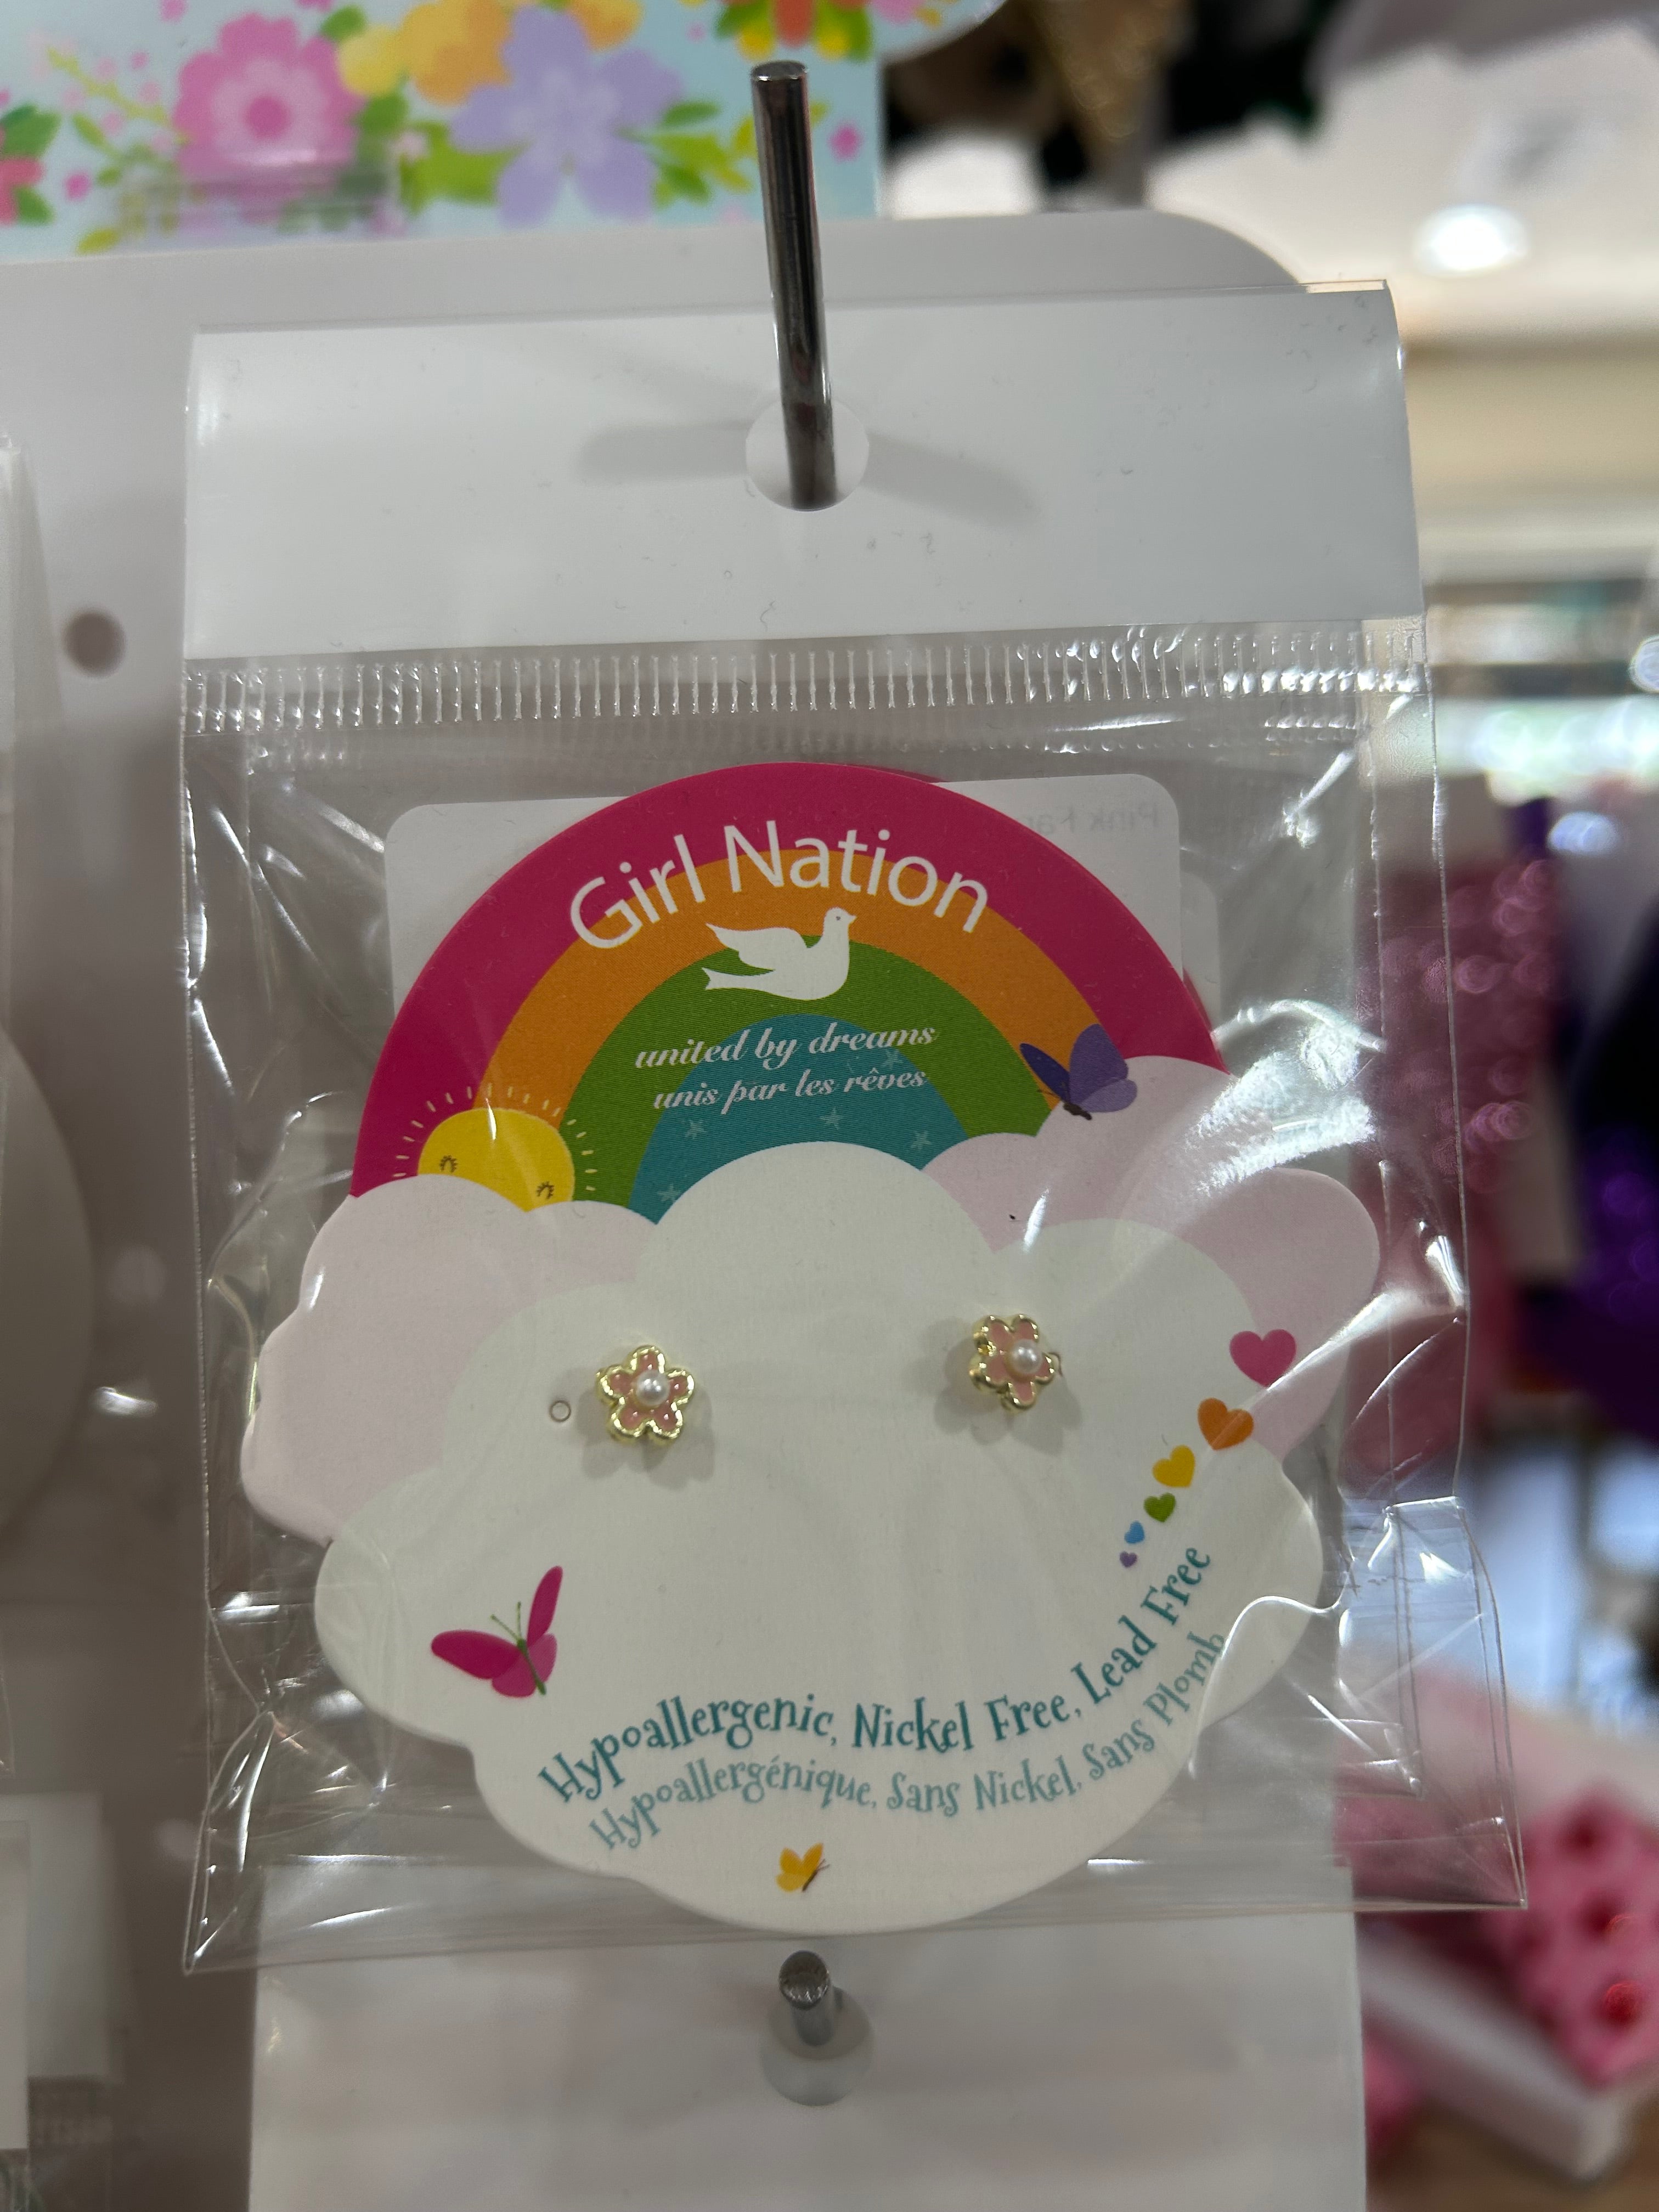 Girl Nation
united by dreams
unis par les rêves
Hypoallergenic, Nickel Free, Lead Free
Hypoallergénique, Sans Nickel, Sans Plomb